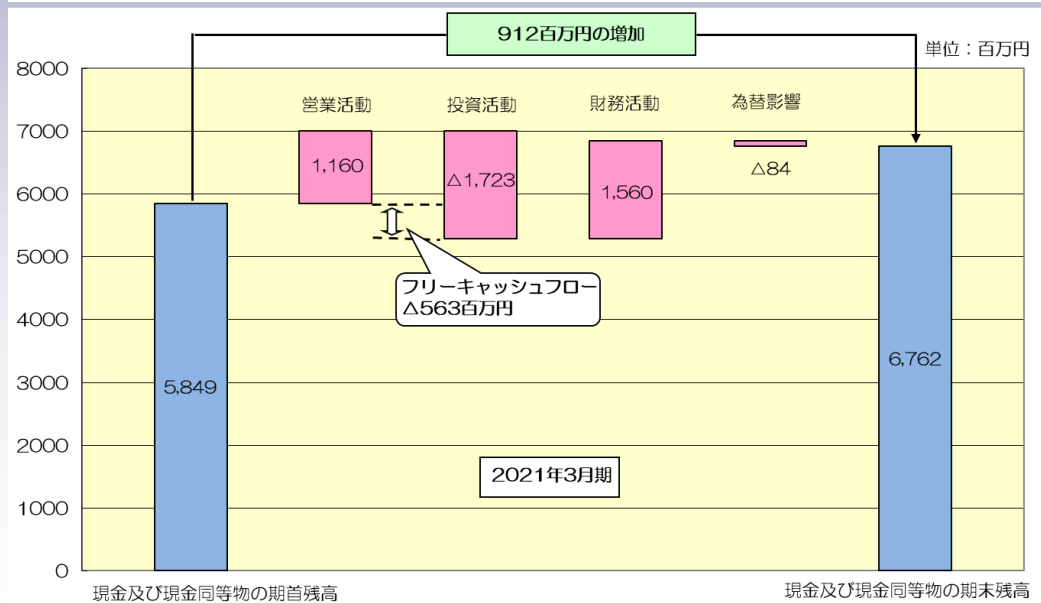 912百万円の増加
単位：百万円
8000
7000
6000
5000
4000
3000
2000
1000
0
営業活動
投資活動
財務活動
為替影響
1,160
△1,723
1,560
△84
フリーキャッシュフロー
△563百万円
5,849
6,762
2021年3月期
現金及び現金同等物の期首残高
現金及び現金同等物の期末残高